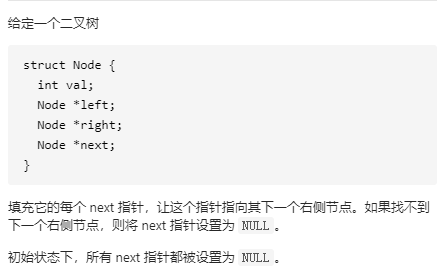 给定一个二叉树
struct Node {
  int val;
  Node *left;
  Node *right;
  Node *next;
}
填充它的每个 next 指针，让这个指针指向其下一个右侧节点。如果找不到
下一个右侧节点，则将 next 指针设置为 NULL 。
初始状态下，所有 next 指针都被设置为 NULL 。